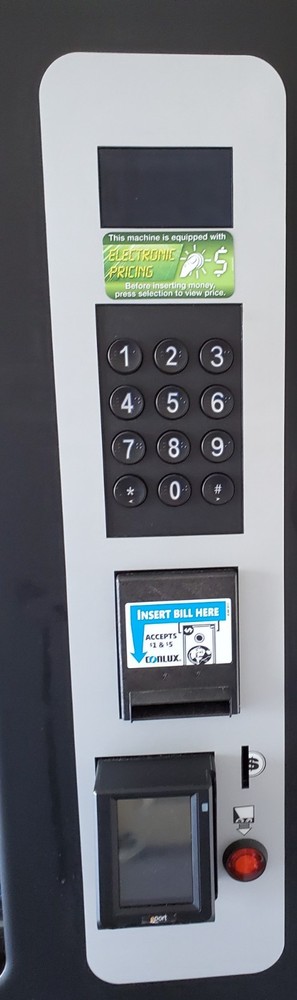 This machine is equipped with
ELECTRONIC
PRICING
$
Before inserting money,
press selection to view price.
1 2 3
4 5 6
7 8 9
* 0 #
INSERT BILL HERE
ACCEPTS
$1 & $5
CONLUX
$
eport